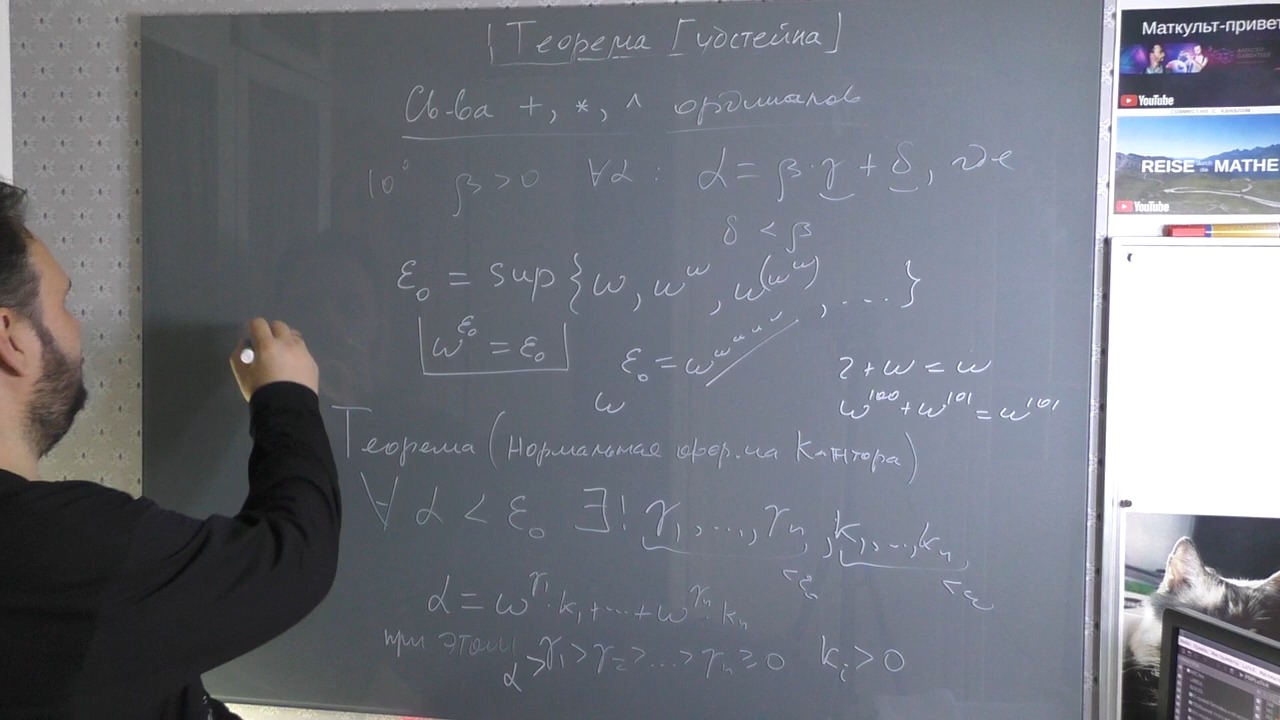 Теорема [Гудстейна]
Св-ва +, *, ^ ординалов
10° β > 0 ∀α : α = β·γ + δ, где
δ < β
ε₀ = sup{ω, ω^ω, ω^(ω^ω), ....}
ω^ε₀ = ε₀
ε₀ = ω^ω^ω^ω^ω
2 + ω = ω
ω
ω^100 + ω^101 = ω^101
Теорема (Нормальная форма Кантора)
∀ α < ε₀ ∃! γ₁, ..., γₙ, k₁, ..., kₙ
α = ω^γ₁·k₁ + ... + ω^γₙ·kₙ
при этом
α > γ₁ > γ₂ > ... > γₙ ≥ 0 kᵢ > 0
Маткульт-привет
YouTube
REISE MATHE
YouTube